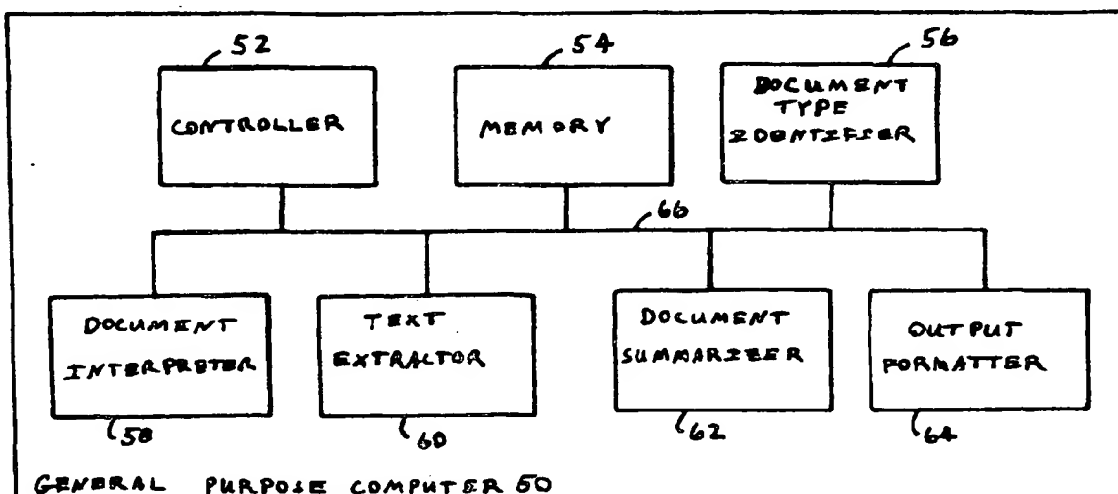 52
54
56
CONTROLLER
MEMORY
DOCUMENT
TYPE
IDENTIFIER
66
DOCUMENT
INTERPRETER
TEXT
EXTRACTOR
DOCUMENT
SUMMARIZER
OUTPUT
FORMATTER
58
60
62
64
GENERAL PURPOSE COMPUTER 50